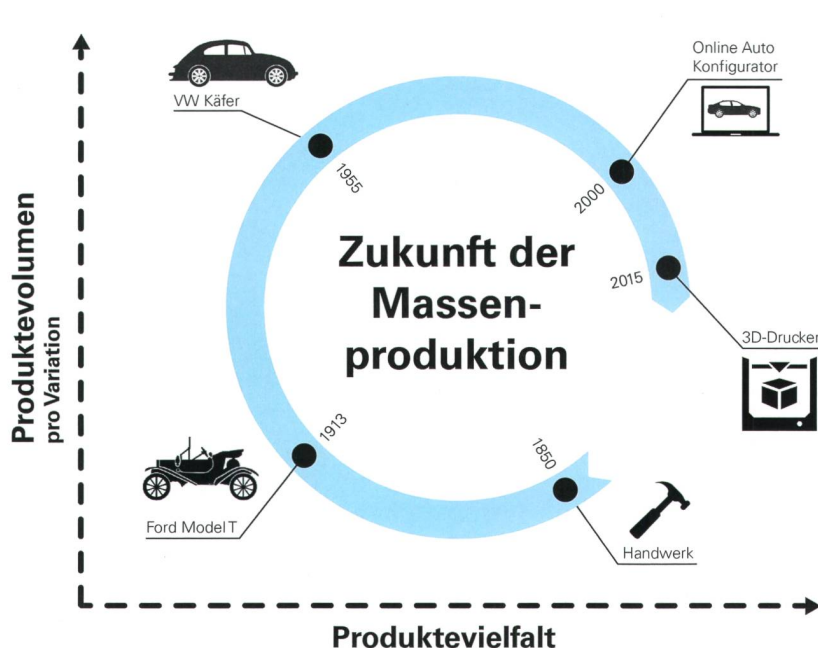 Online Auto
Konfigurator
VW Käfer
1955
2000
Zukunft der
Massen-
produktion
2015
3D-Drucker
Produktevolumen
pro Variation
1913
1850
Ford Model T
Handwerk
Produktevielfalt